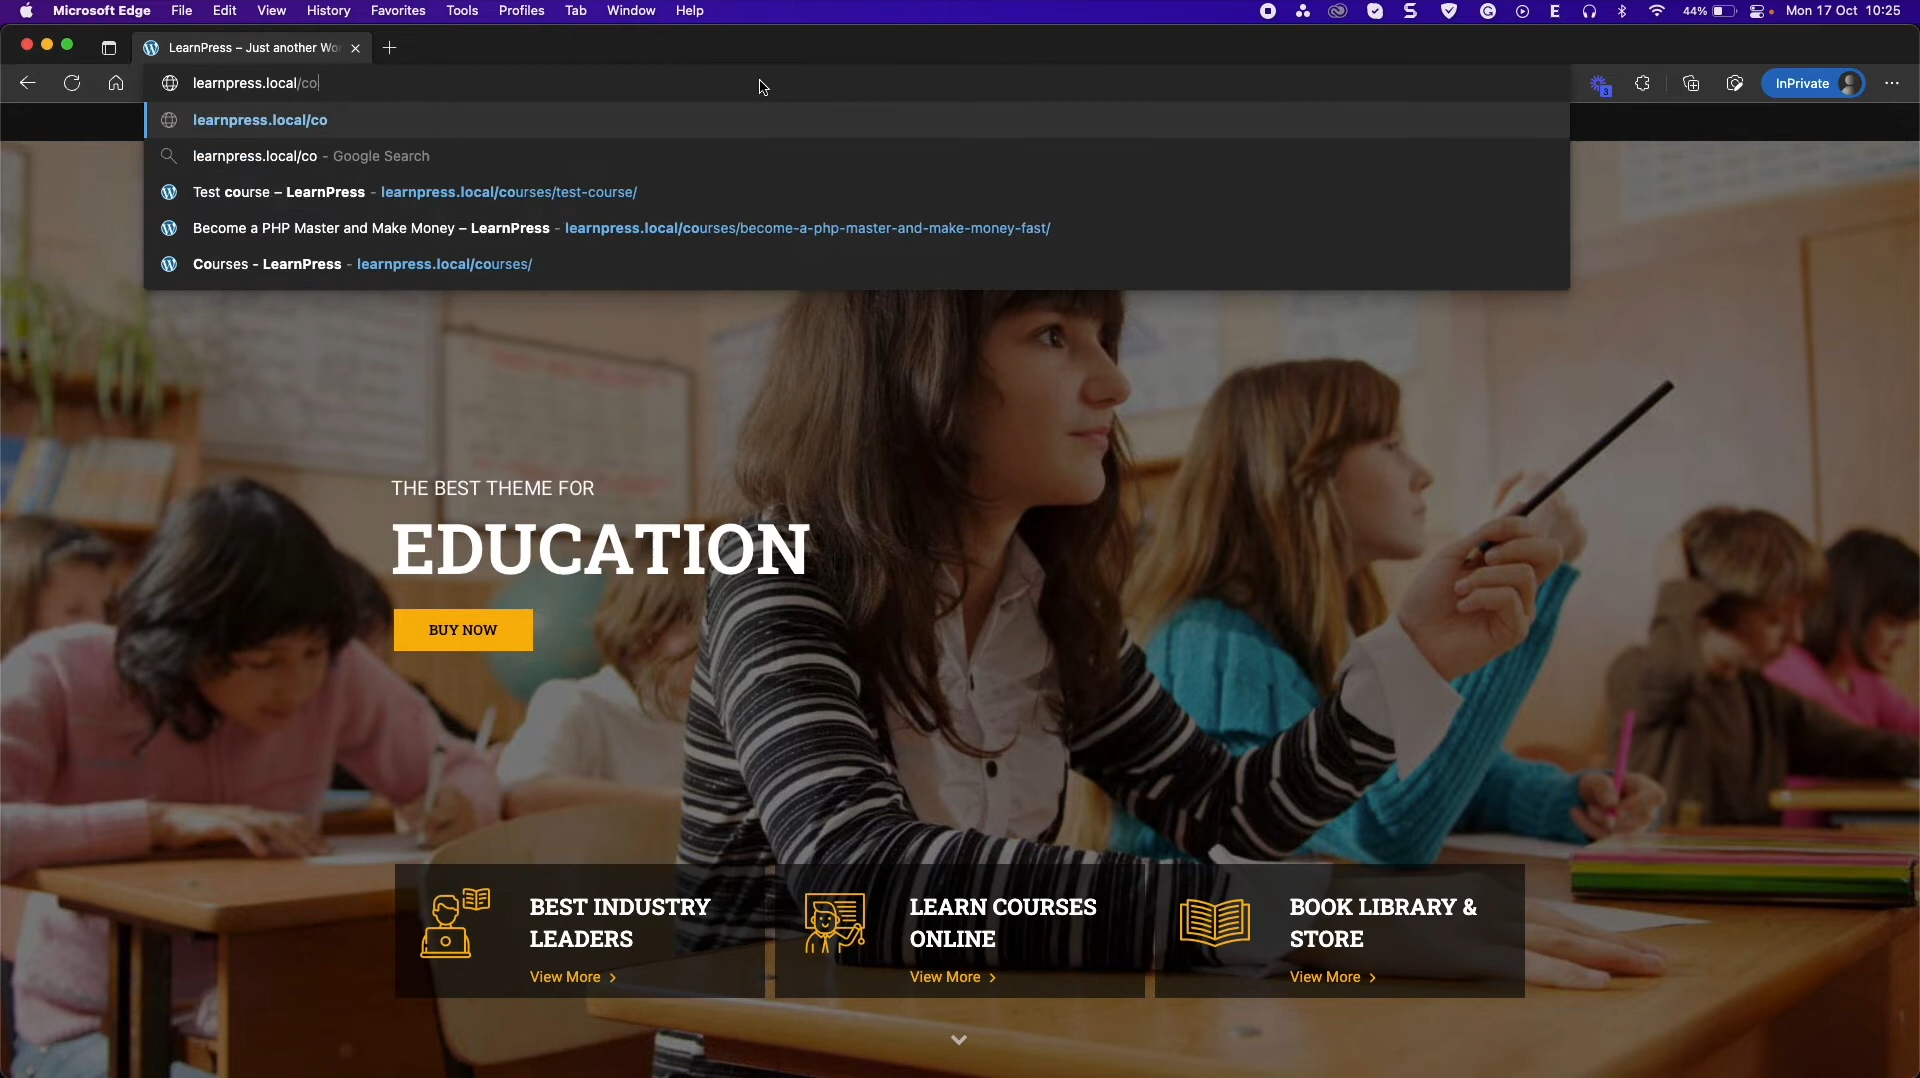 Microsoft Edge File Edit View History Favorites Tools Profiles Tab Window Help 44% Mon 17 Oct 10:25
LearnPress – Just another Wo
learnpress.local/co
3
InPrivate
learnpress.local/co
learnpress.local/co - Google Search
Test course – LearnPress - learnpress.local/courses/test-course/
Become a PHP Master and Make Money – LearnPress - learnpress.local/courses/become-a-php-master-and-make-money-fast/
Courses - LearnPress - learnpress.local/courses/
THE BEST THEME FOR
EDUCATION
BUY NOW
BEST INDUSTRY
LEADERS
View More >
LEARN COURSES
ONLINE
View More >
BOOK LIBRARY &
STORE
View More >